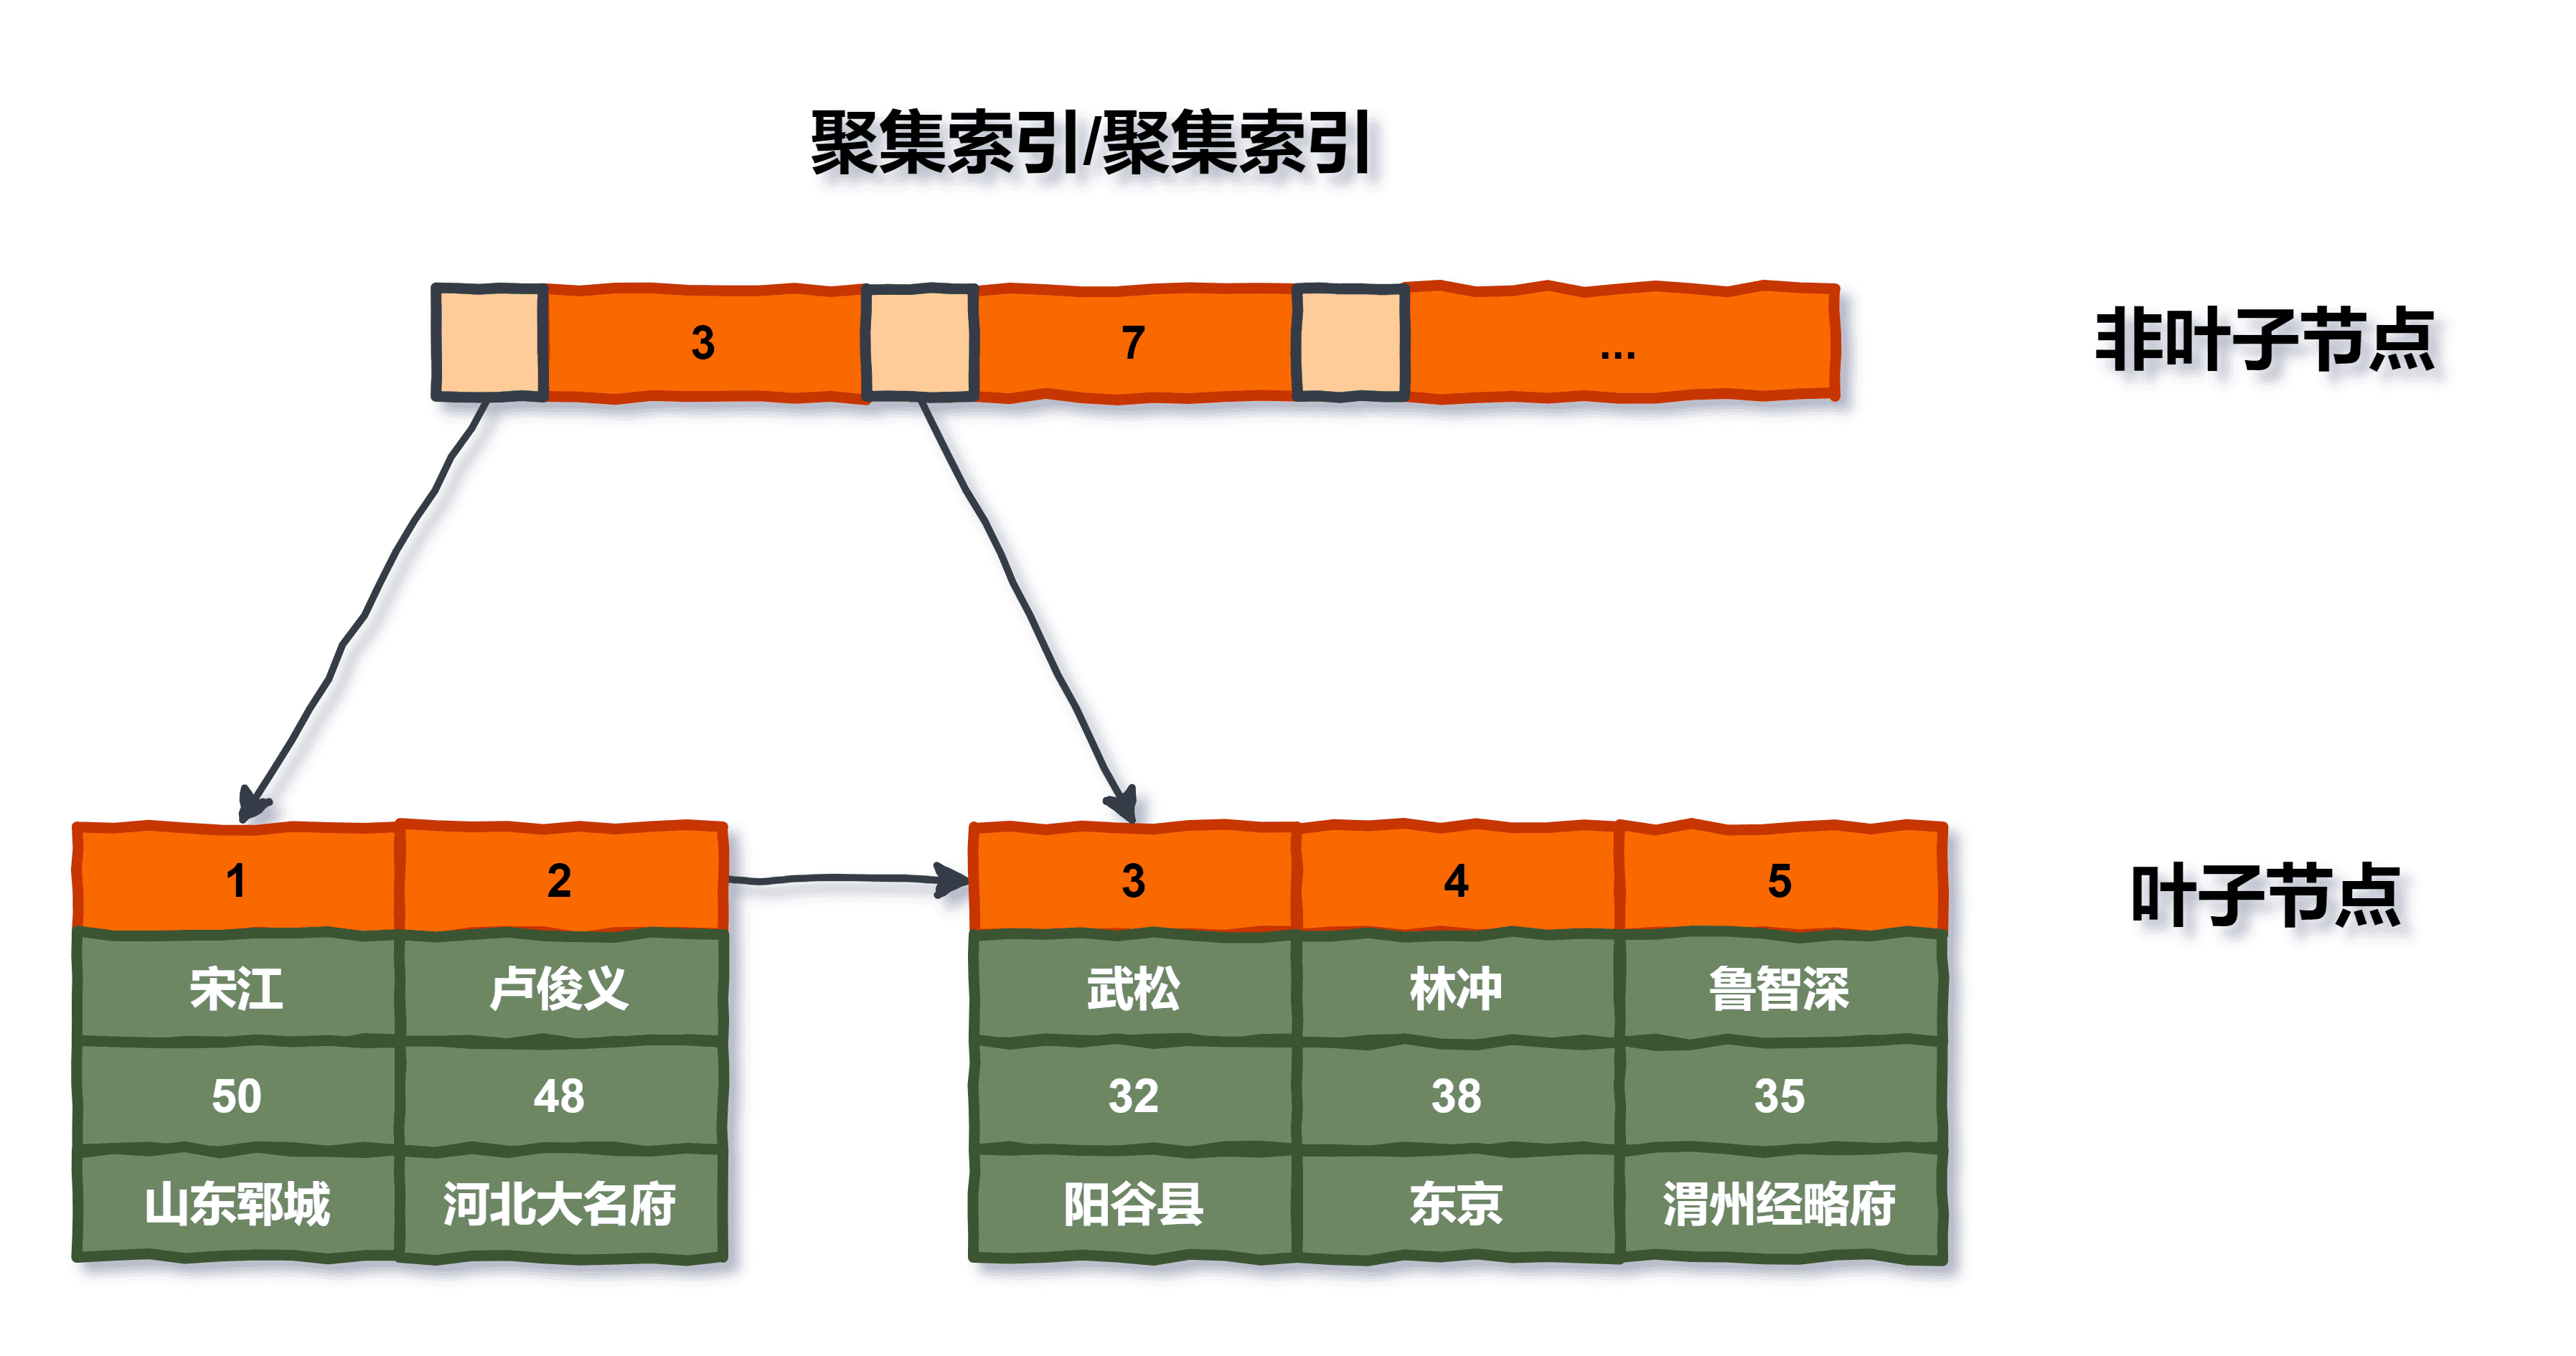 聚集索引/聚集索引
3 7 ...
非叶子节点
1 2
3 4 5
叶子节点
宋江 卢俊义
武松 林冲 鲁智深
50 48
32 38 35
山东郓城 河北大名府
阳谷县 东京 渭州经略府